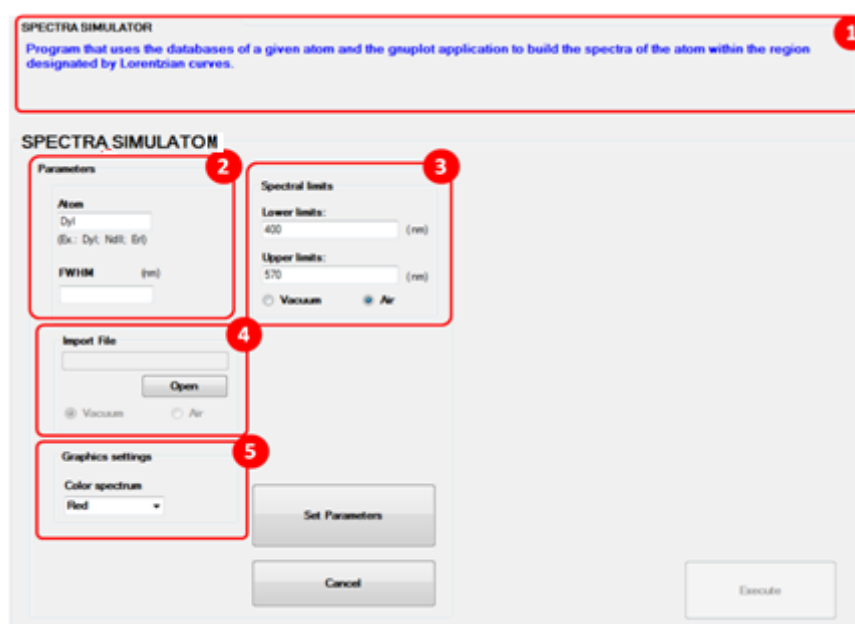 SPECTRA SIMULATOR
1
Program that uses the databases of a given atom and the gnuplot application to build the spectra of the atom within the region
designated by Lorentzian curves.
SPECTRA SIMULATOM
2
3
Parameters
Atom
DyI
(Ex.: DyI; NdII; ErI)
FWHM (nm)
Spectral limits
Lower limits:
400 (nm)
Upper limits:
570 (nm)
Vacuum Air
4
Import File
Open
Vacuum Air
5
Graphics settings
Color spectrum
Red
Set Parameters
Cancel
Execute